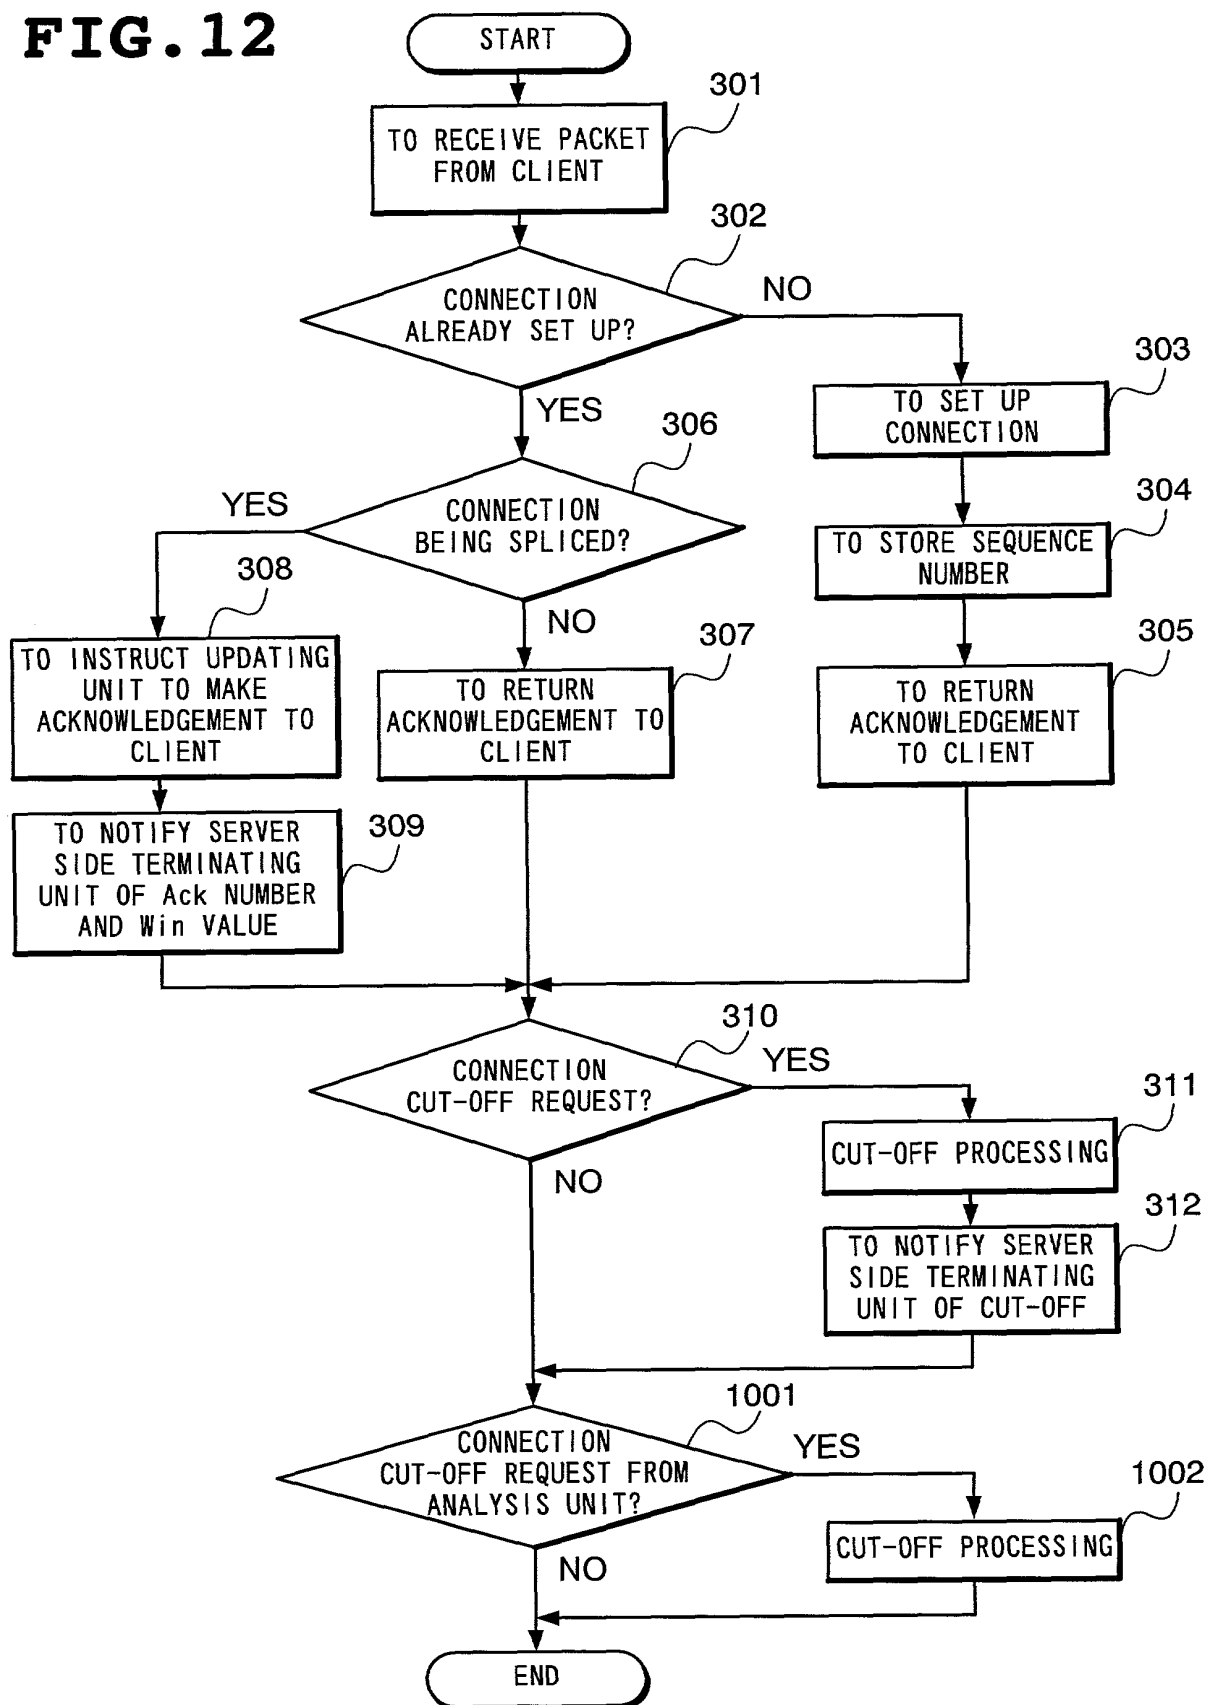 FIG.12
START
301
TO RECEIVE PACKET
FROM CLIENT
302
CONNECTION
ALREADY SET UP?
NO
YES
303
TO SET UP
CONNECTION
304
TO STORE SEQUENCE
NUMBER
305
TO RETURN
ACKNOWLEDGEMENT
TO CLIENT
306
CONNECTION
BEING SPLICED?
YES
NO
308
TO INSTRUCT UPDATING
UNIT TO MAKE
ACKNOWLEDGEMENT TO
CLIENT
307
TO RETURN
ACKNOWLEDGEMENT TO
CLIENT
309
TO NOTIFY SERVER
SIDE TERMINATING
UNIT OF Ack NUMBER
AND Win VALUE
310
CONNECTION
CUT-OFF REQUEST?
YES
NO
311
CUT-OFF PROCESSING
312
TO NOTIFY SERVER
SIDE TERMINATING
UNIT OF CUT-OFF
1001
CONNECTION
CUT-OFF REQUEST FROM
ANALYSIS UNIT?
YES
NO
1002
CUT-OFF PROCESSING
END